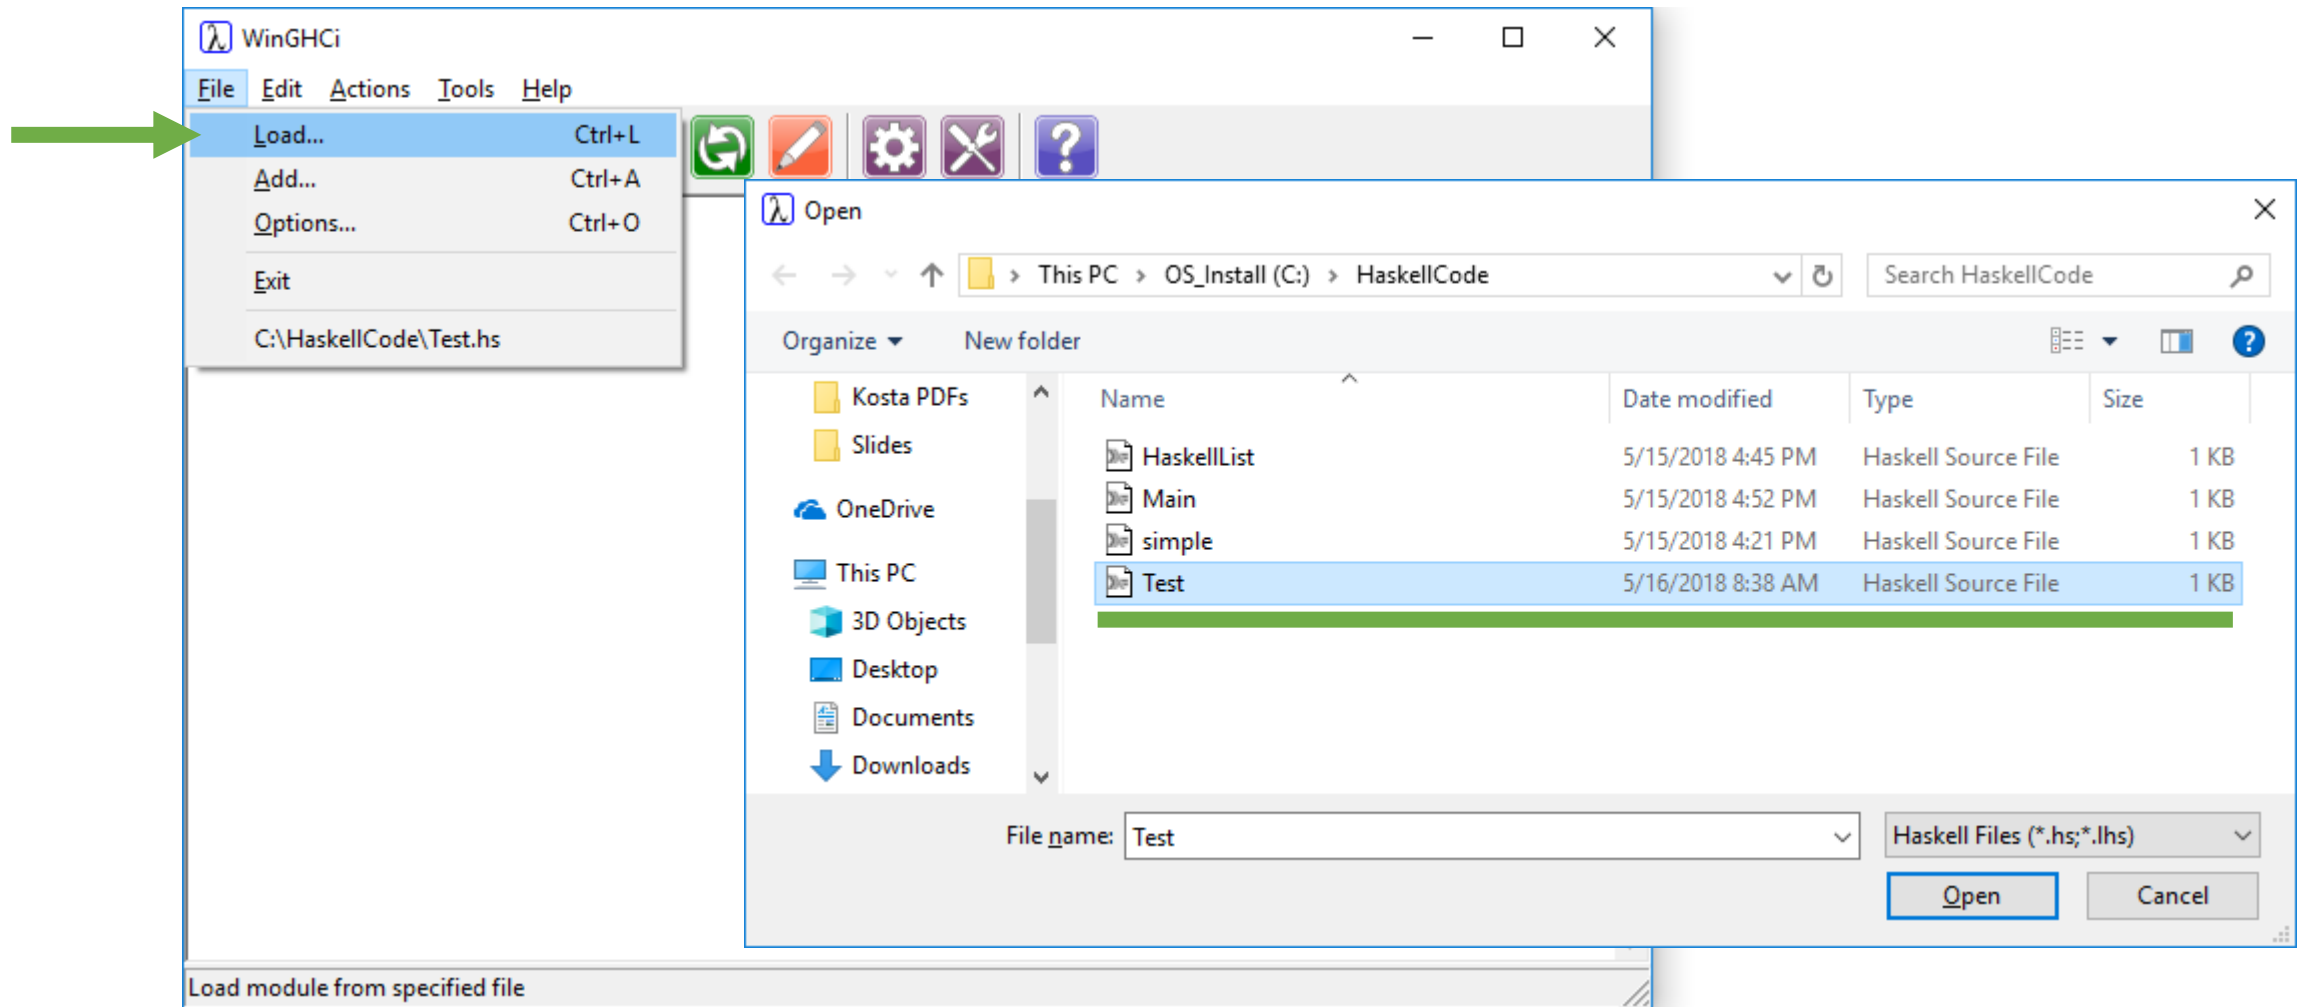 WinGHCi
File Edit Actions Tools Help
Load... Ctrl+L
Add... Ctrl+A
Options... Ctrl+O
Exit
C:\HaskellCode\Test.hs
Open
This PC > OS_Install (C:) > HaskellCode
Search HaskellCode
Organize New folder
Kosta PDFs
Slides
OneDrive
This PC
3D Objects
Desktop
Documents
Downloads
Name Date modified Type Size
HaskellList 5/15/2018 4:45 PM Haskell Source File 1 KB
Main 5/15/2018 4:52 PM Haskell Source File 1 KB
simple 5/15/2018 4:21 PM Haskell Source File 1 KB
Test 5/16/2018 8:38 AM Haskell Source File 1 KB
File name: Test
Haskell Files (*.hs;*.lhs)
Open Cancel
Load module from specified file